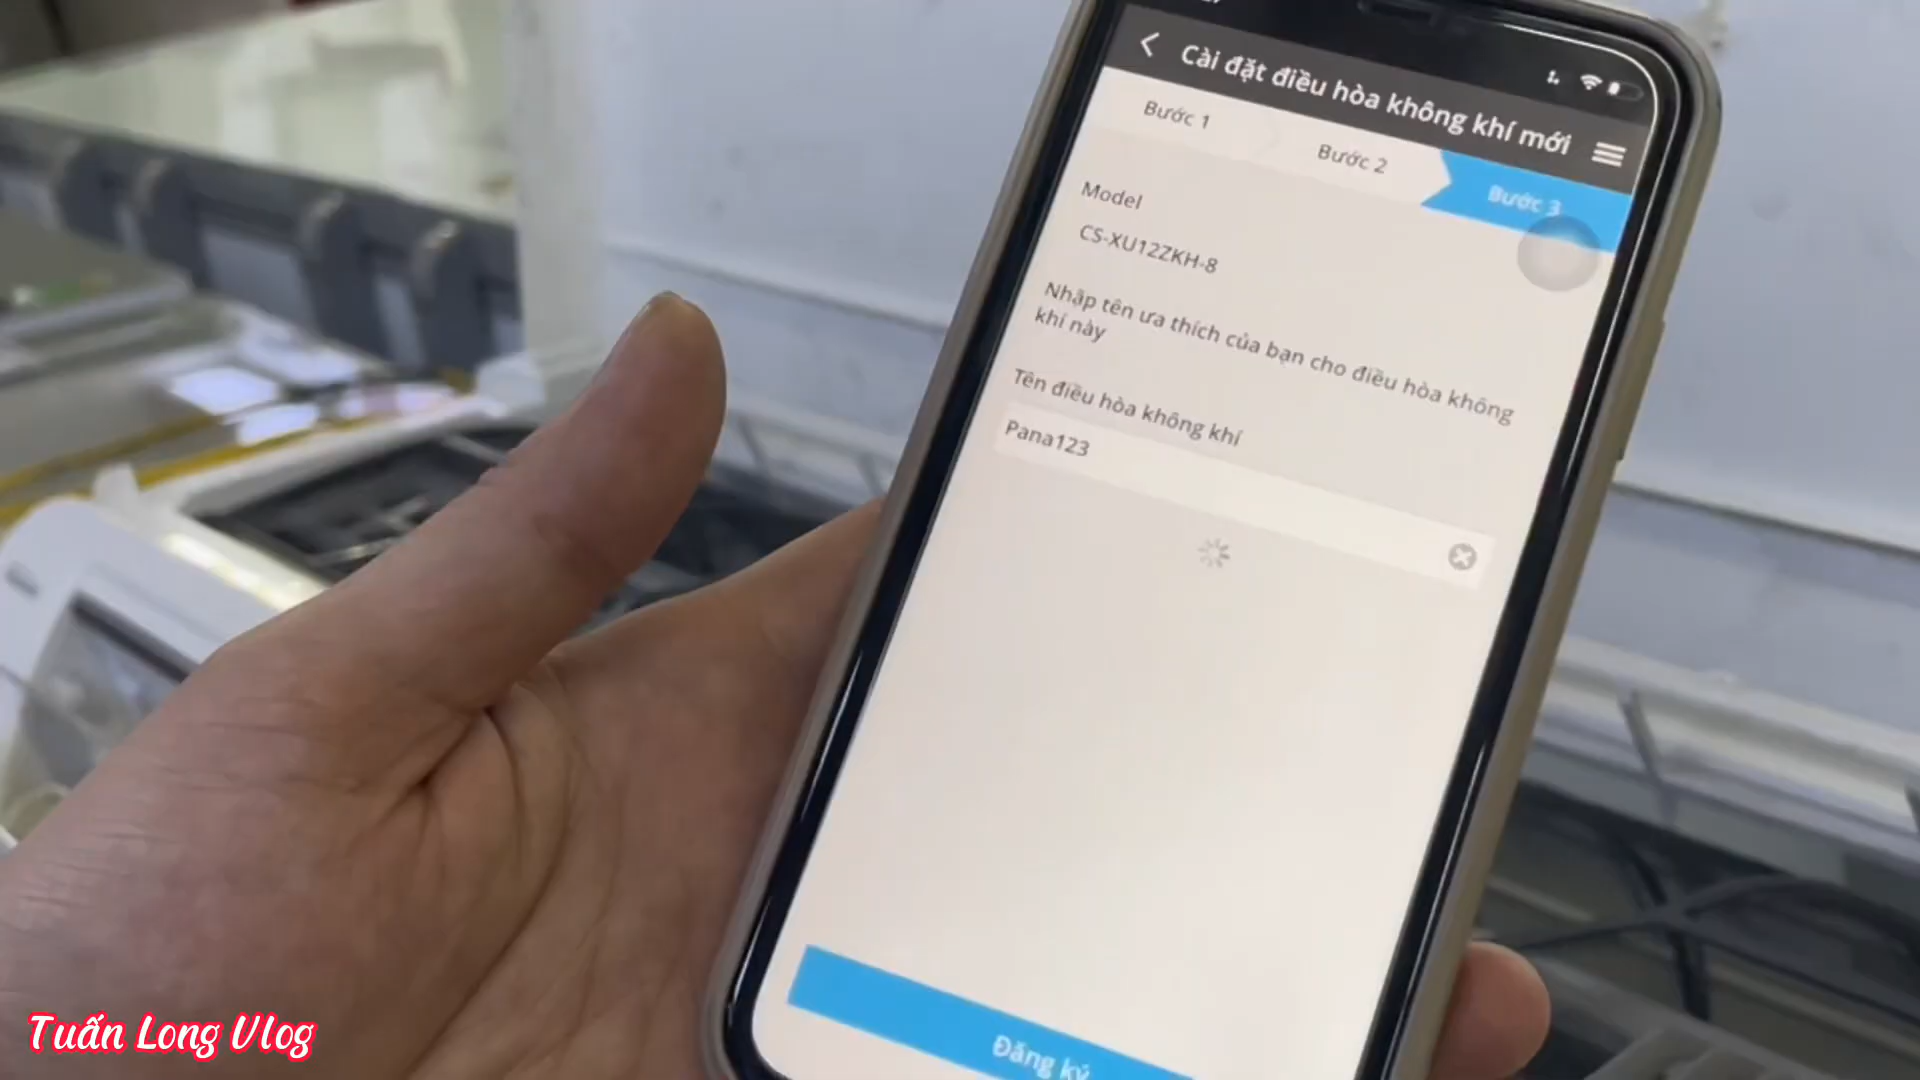 Cài đặt điều hòa không khí mới
Bước 1
Bước 2
Bước 3
Model
CS-XU12ZKH-8
Nhập tên ưa thích của bạn cho điều hòa không
khí này
Tên điều hòa không khí
Pana123
Đăng ký
Tuấn Long Vlog